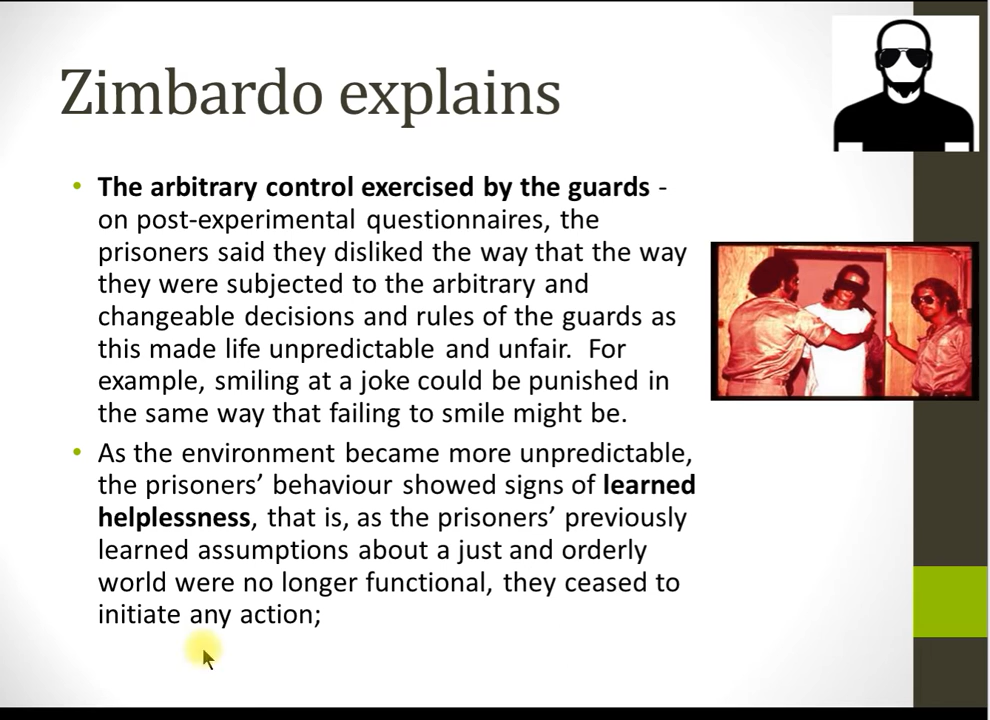 Zimbardo explains
• The arbitrary control exercised by the guards -
on post-experimental questionnaires, the
prisoners said they disliked the way that the way
they were subjected to the arbitrary and
changeable decisions and rules of the guards as
this made life unpredictable and unfair. For
example, smiling at a joke could be punished in
the same way that failing to smile might be.
• As the environment became more unpredictable,
the prisoners’ behaviour showed signs of learned
helplessness, that is, as the prisoners’ previously
learned assumptions about a just and orderly
world were no longer functional, they ceased to
initiate any action;